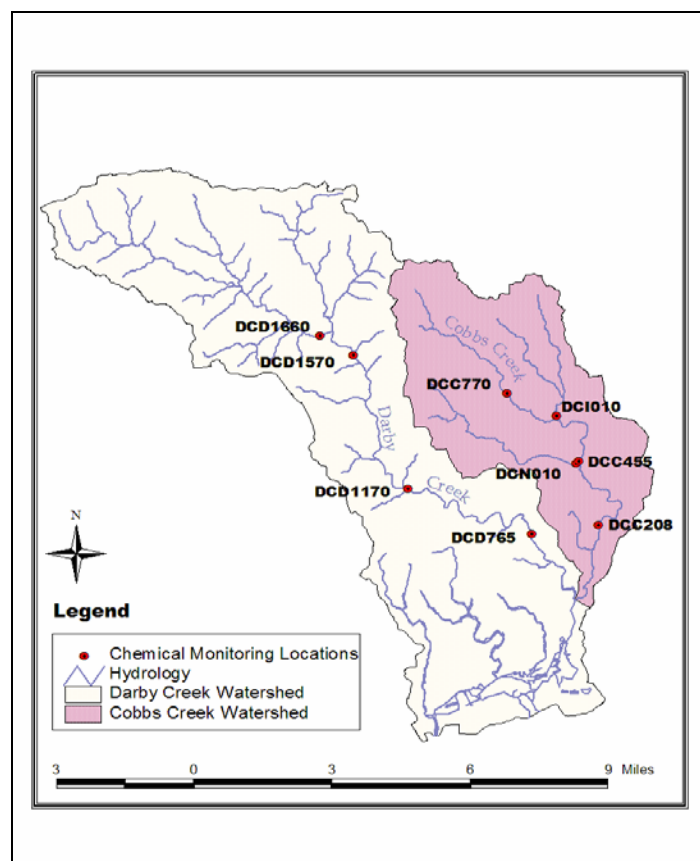 Cobbs Creek
DCD1660
DCD1570
DCC770
DCI010
Darby
DCC455
DCN010
DCD1170
Creek
DCC208
DCD765
N
Legend
Chemical Monitoring Locations
Hydrology
Darby Creek Watershed
Cobbs Creek Watershed
3 0 3 6 9 Miles